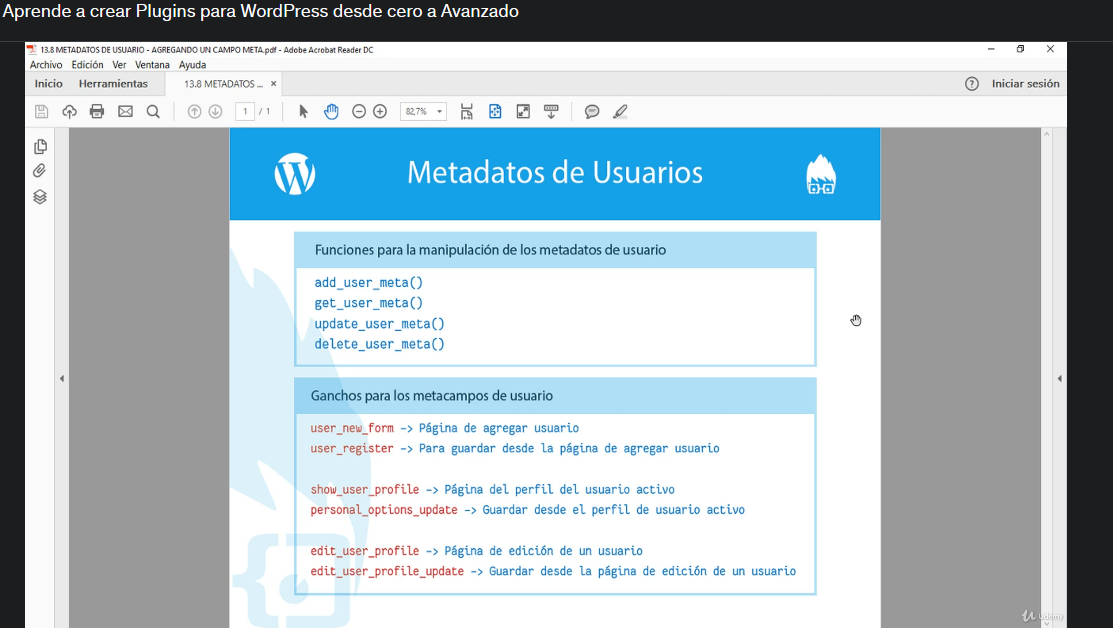 Aprende a crear Plugins para WordPress desde cero a Avanzado
13.8 METADATOS DE USUARIO - AGREGANDO UN CAMPO META.pdf - Adobe Acrobat Reader DC
Archivo Edición Ver Ventana Ayuda
Inicio Herramientas 13.8 METADATOS ... × Iniciar sesión
1 / 1 82,7%
Metadatos de Usuarios
Funciones para la manipulación de los metadatos de usuario
add_user_meta()
get_user_meta()
update_user_meta()
delete_user_meta()
Ganchos para los metacampos de usuario
user_new_form -> Página de agregar usuario
user_register -> Para guardar desde la página de agregar usuario
show_user_profile -> Página del perfil del usuario activo
personal_options_update -> Guardar desde el perfil de usuario activo
edit_user_profile -> Página de edición de un usuario
edit_user_profile_update -> Guardar desde la página de edición de un usuario
Udemy